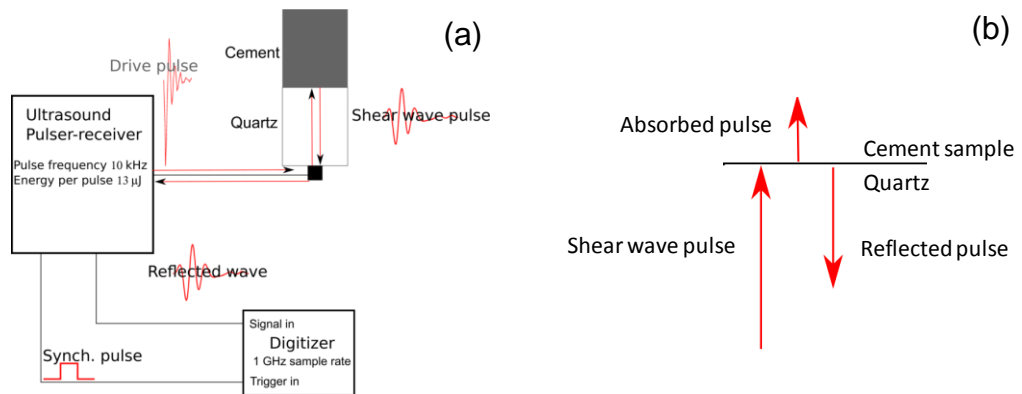 (a)
Cement
Drive pulse
Ultrasound
Pulser-receiver
Quartz
Shear wave pulse
Pulse frequency 10 kHz
Energy per pulse 13 µJ
Reflected wave
Signal in
Digitizer
1 GHz sample rate
Trigger in
Synch. pulse
(b)
Absorbed pulse
Cement sample
Quartz
Shear wave pulse
Reflected pulse